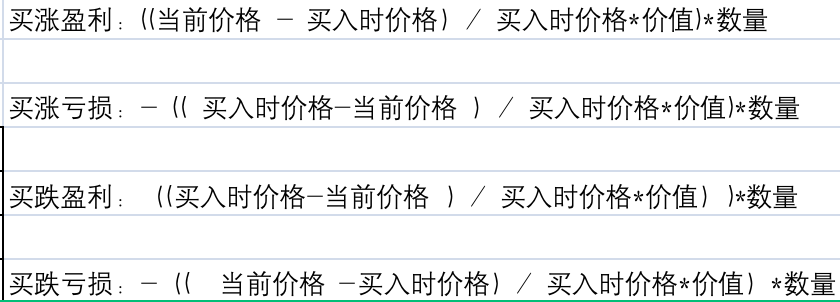 买涨盈利：((当前价格 - 买入时价格) / 买入时价格*价值)*数量
买涨亏损：- (( 买入时价格-当前价格 ) / 买入时价格*价值)*数量
买跌盈利： ((买入时价格-当前价格 ) / 买入时价格*价值) )*数量
买跌亏损：- (( 当前价格 -买入时价格) / 买入时价格*价值) *数量